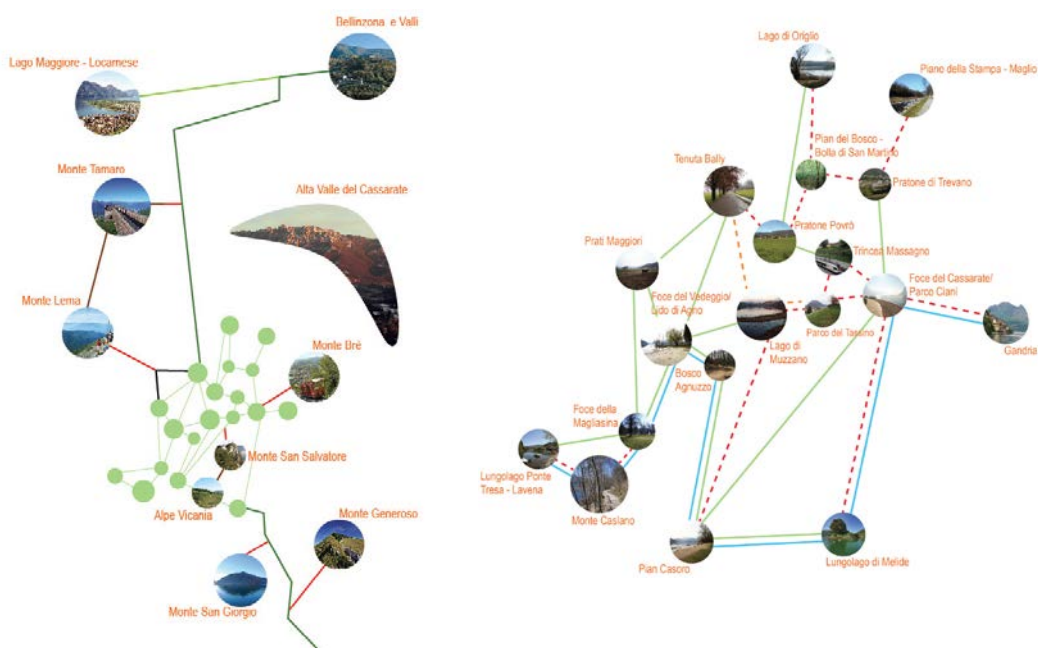 Bellinzona e Valli
Lago Maggiore - Locarnese
Monte Tamaro
Alta Valle del Cassarate
Monte Lema
Monte Brè
Monte San Salvatore
Alpe Vicania
Monte Generoso
Monte San Giorgio
Lago di Origlio
Piano della Stampa - Maglio
Pian del Bosco -
Bolla di San Martino
Tenuta Bally
Pratone di Trevano
Pratone Povrò
Prati Maggiori
Trincea Massagno
Foce del Cassarate/
Parco Ciani
Foce del Vedeggio/
Lido di Agno
Parco del Tassino
Gandria
Lago di
Muzzano
Bosco
Agnuzzo
Foce della
Magliasina
Lungolago Ponte
Tresa - Lavena
Monte Caslano
Pian Casoro
Lungolago di Melide